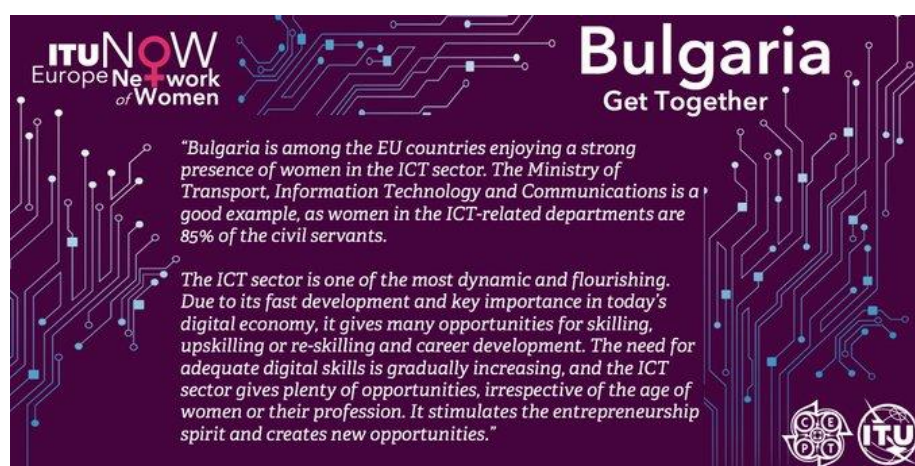 ITU NOW
Europe Network
of Women
Bulgaria
Get Together
“Bulgaria is among the EU countries enjoying a strong
presence of women in the ICT sector. The Ministry of
Transport, Information Technology and Communications is a
good example, as women in the ICT-related departments are
85% of the civil servants.
The ICT sector is one of the most dynamic and flourishing.
Due to its fast development and key importance in today's
digital economy, it gives many opportunities for skilling,
upskilling or re-skilling and career development. The need for
adequate digital skills is gradually increasing, and the ICT
sector gives plenty of opportunities, irrespective of the age of
women or their profession. It stimulates the entrepreneurship
spirit and creates new opportunities.”
CEPT
ITU